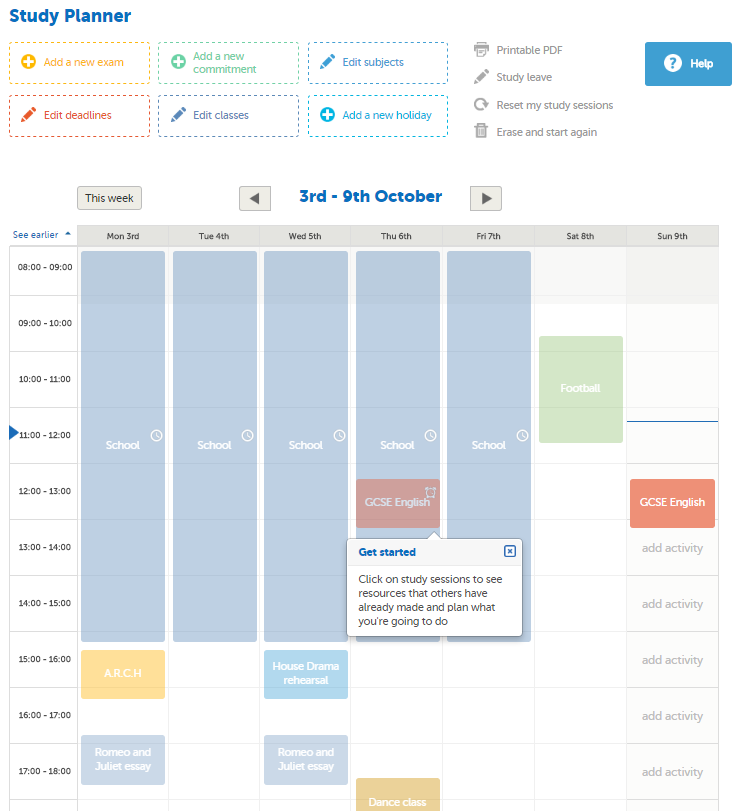 Study Planner
Add a new exam
Add a new
commitment
Edit subjects
Edit deadlines
Edit classes
Add a new holiday
Printable PDF
Study leave
Reset my study sessions
Erase and start again
? Help
This week
3rd - 9th October
See earlier
Mon 3rd
Tue 4th
Wed 5th
Thu 6th
Fri 7th
Sat 8th
Sun 9th
08:00 - 09:00
09:00 - 10:00
10:00 - 11:00
Football
11:00 - 12:00
School
School
School
School
School
12:00 - 13:00
GCSE English
GCSE English
13:00 - 14:00
add activity
Get started
Click on study sessions to see
resources that others have
already made and plan what
you're going to do
14:00 - 15:00
add activity
15:00 - 16:00
A.R.C.H
House Drama
rehearsal
add activity
16:00 - 17:00
add activity
17:00 - 18:00
Romeo and
Juliet essay
Romeo and
Juliet essay
add activity
Dance class